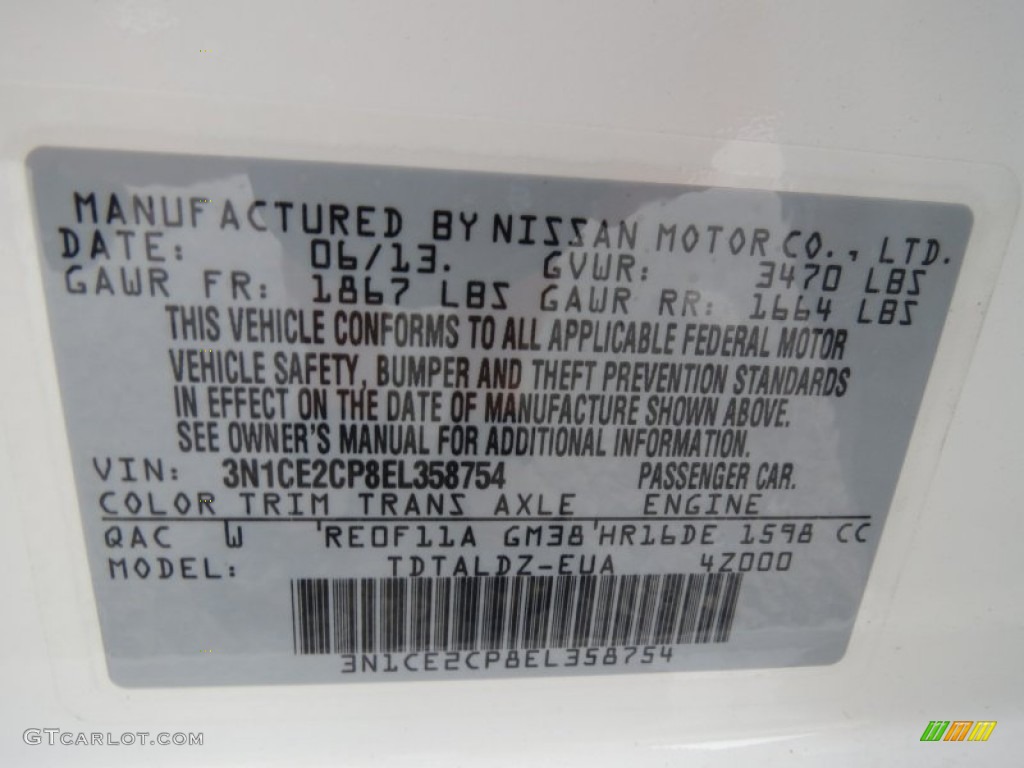 MANUFACTURED BY NISSAN MOTOR CO., LTD.
DATE: 06/13. GVWR: 3470 LBS
GAWR FR: 1867 LBS GAWR RR: 1664 LBS
THIS VEHICLE CONFORMS TO ALL APPLICABLE FEDERAL MOTOR
VEHICLE SAFETY, BUMPER AND THEFT PREVENTION STANDARDS
IN EFFECT ON THE DATE OF MANUFACTURE SHOWN ABOVE.
SEE OWNER'S MANUAL FOR ADDITIONAL INFORMATION.
VIN: 3N1CE2CP8EL358754 PASSENGER CAR.
COLOR TRIM TRANS AXLE ENGINE
QAC W 'RE0F11A GM38'HR16DE 1598 CC
MODEL: TDTALDZ-EUA 4Z000
3N1CE2CP8EL358754
GTCARLOT.COM